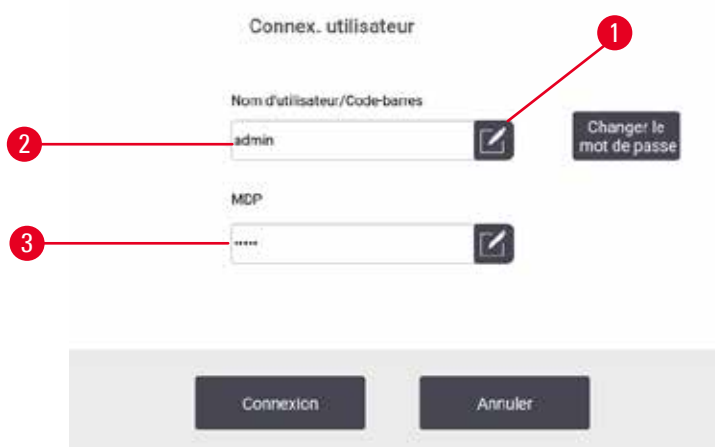 Connex. utilisateur
1
Nom d'utilisateur/Code-barres
2
admin
Changer le
mot de passe
MDP
3
•••••
Connexion
Annuler